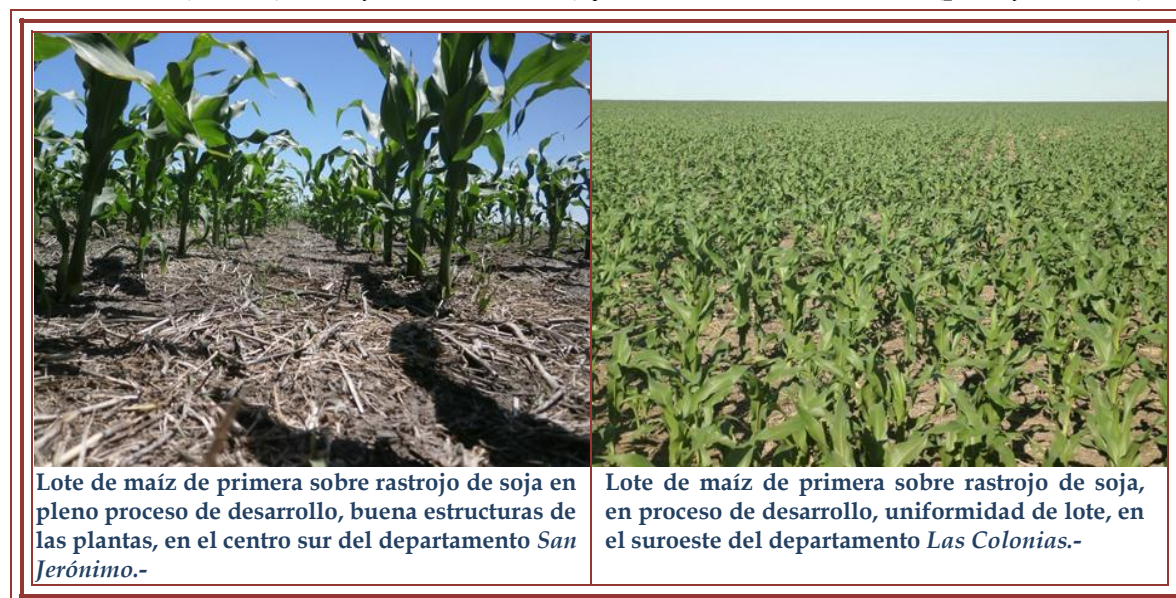 Lote de maíz de primera sobre rastrojo de soja en
pleno proceso de desarrollo, buena estructuras de
las plantas, en el centro sur del departamento San
Jerónimo.-
Lote de maíz de primera sobre rastrojo de soja,
en proceso de desarrollo, uniformidad de lote, en
el suroeste del departamento Las Colonias.-